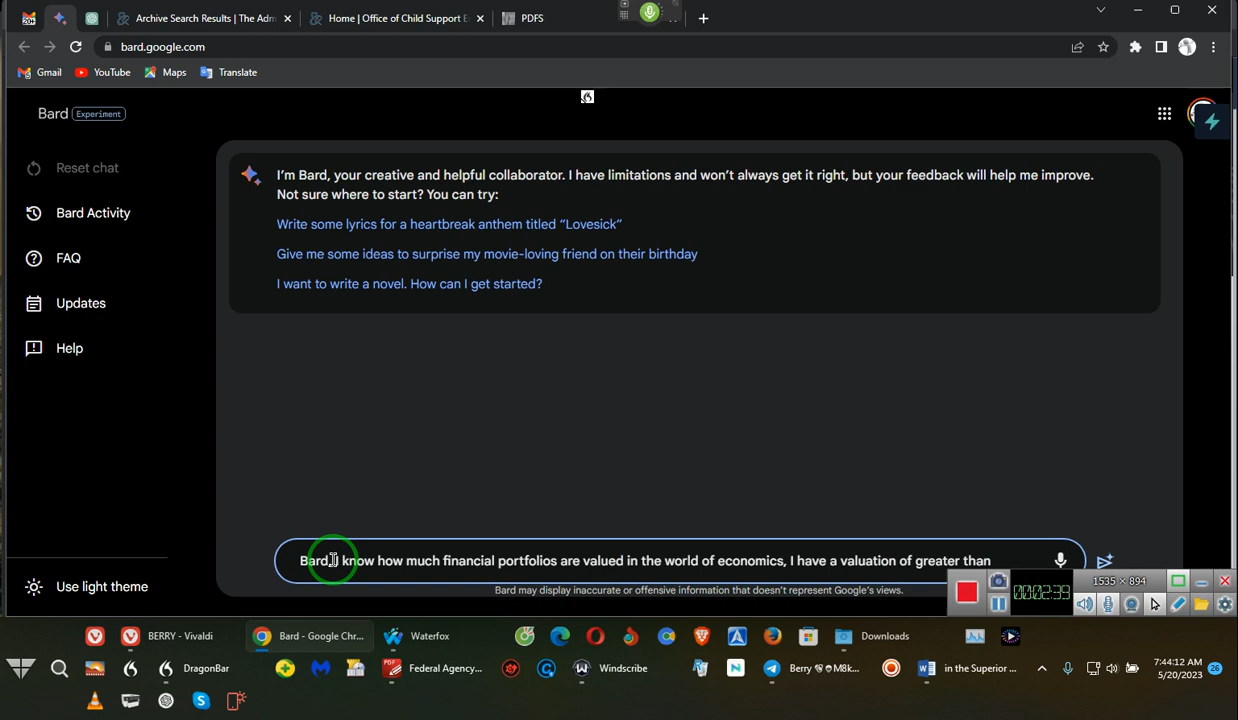 20+
Archive Search Results | The Adm
Home | Office of Child Support E
PDFS
bard.google.com
Gmail
YouTube
Maps
Translate
Bard Experiment
Reset chat
Bard Activity
FAQ
Updates
Help
Use light theme
I'm Bard, your creative and helpful collaborator. I have limitations and won't always get it right, but your feedback will help me improve.
Not sure where to start? You can try:
Write some lyrics for a heartbreak anthem titled “Lovesick”
Give me some ideas to surprise my movie-loving friend on their birthday
I want to write a novel. How can I get started?
Bard, I know how much financial portfolios are valued in the world of economics, I have a valuation of greater than
Bard may display inaccurate or offensive information that doesn't represent Google's views.
00:02:39
1535 × 894
BERRY - Vivaldi
Bard - Google Chr...
Waterfox
Downloads
DragonBar
Federal Agency...
Windscribe
Berry
M8k...
in the Superior ...
7:44:12 AM
5/20/2023
26